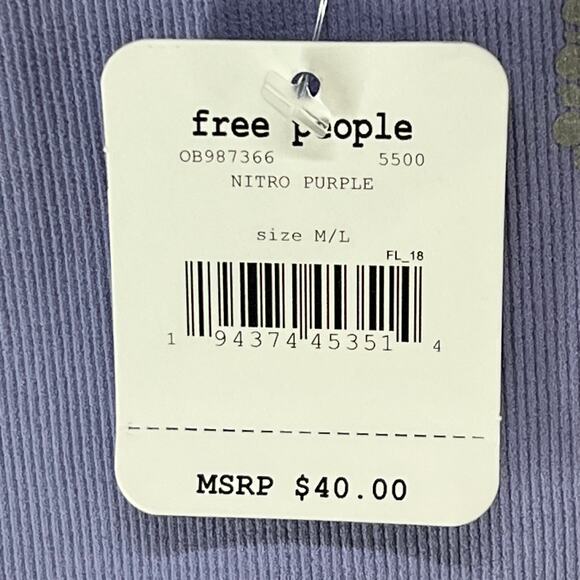 free people
OB987366 5500
NITRO PURPLE
size M/L
FL_18
1 94374 45351 4
MSRP $40.00